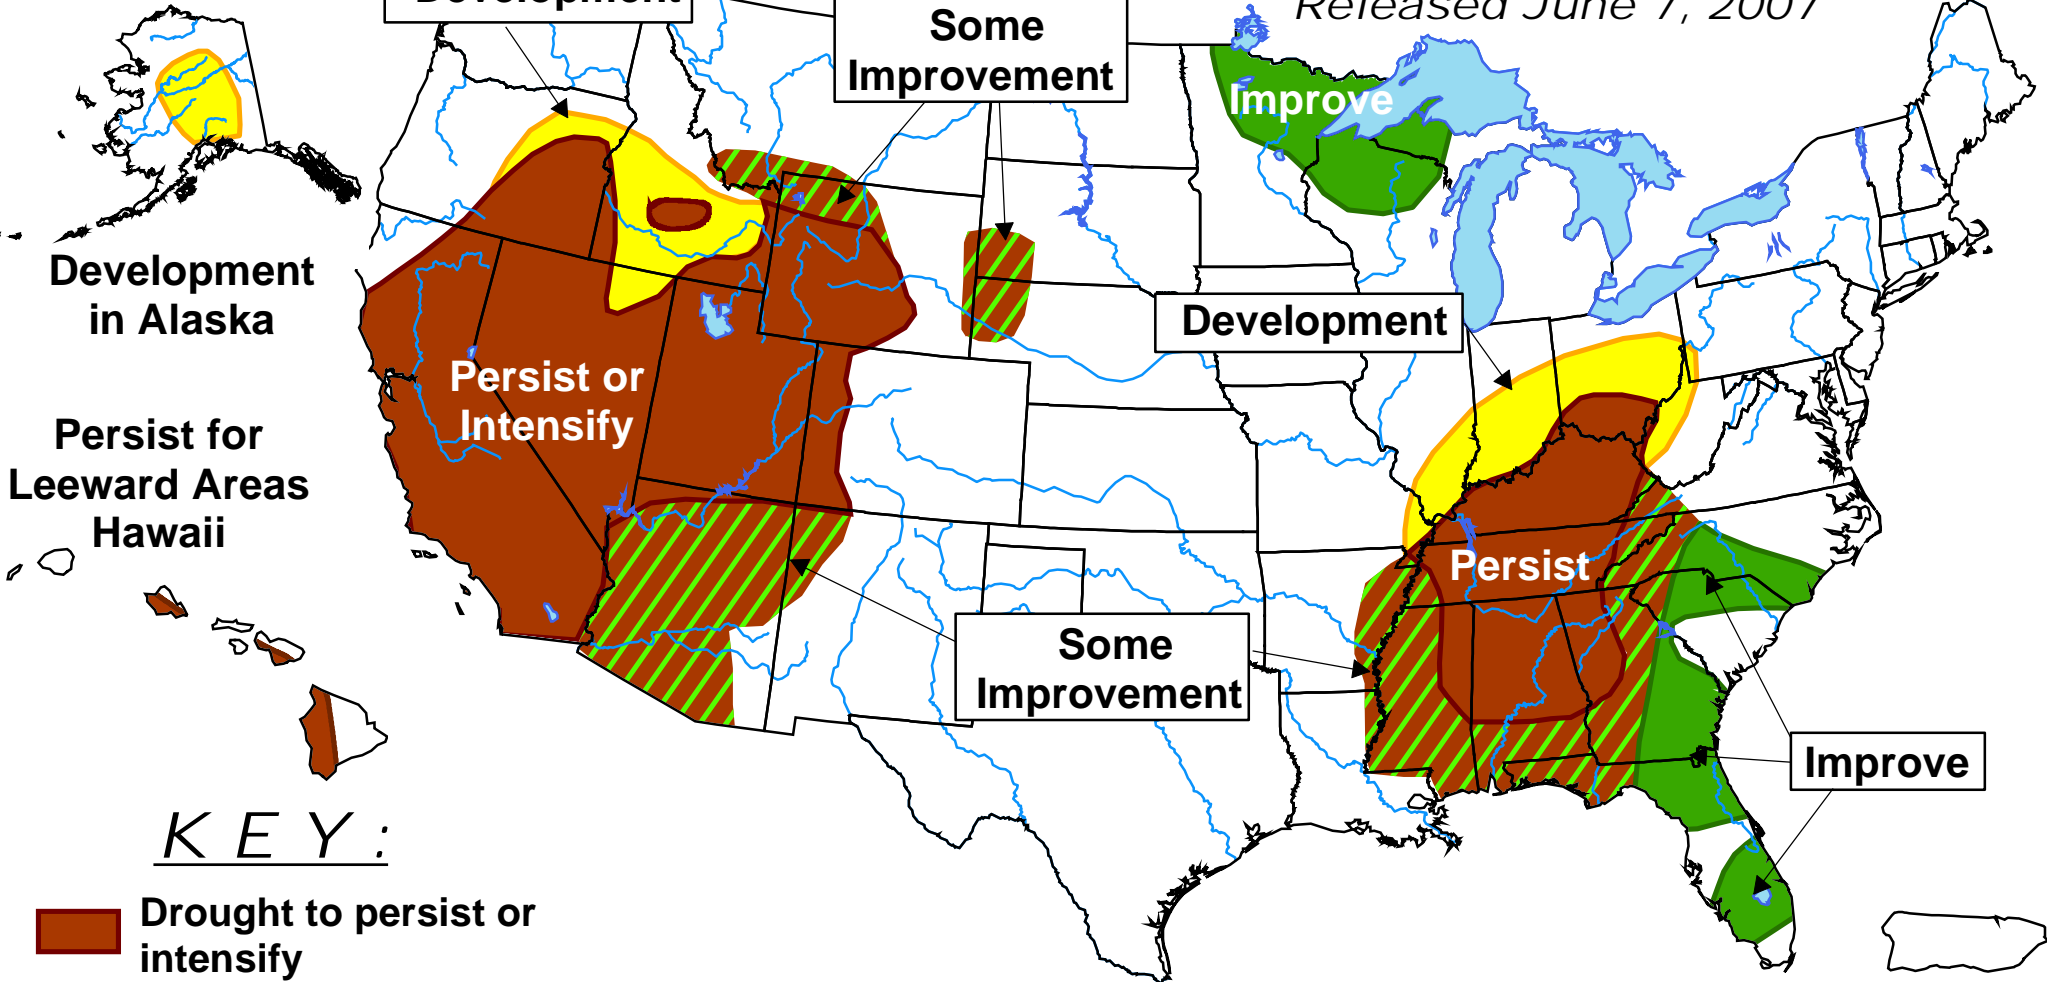 Development
Released June 7, 2007
Some
Improvement
Improve
Development
in Alaska
Development
Persist or
Intensify
Persist for
Leeward Areas
Hawaii
Persist
Some
Improvement
Improve
KEY:
Drought to persist or
intensify